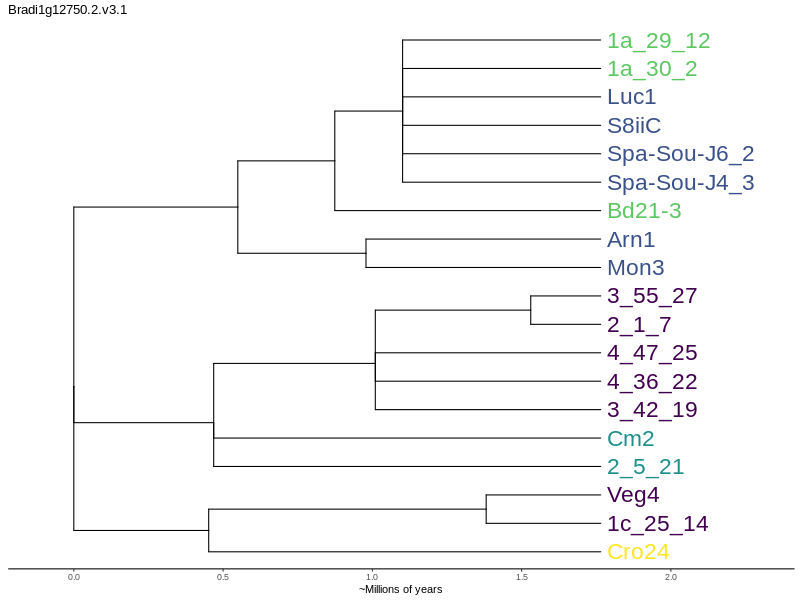 Bradi1g12750.2.v3.1
1a_29_12
1a_30_2
Luc1
S8iiC
Spa-Sou-J6_2
Spa-Sou-J4_3
Bd21-3
Arn1
Mon3
3_55_27
2_1_7
4_47_25
4_36_22
3_42_19
Cm2
2_5_21
Veg4
1c_25_14
Cro24
0.0 0.5 1.0 1.5 2.0
~Millions of years